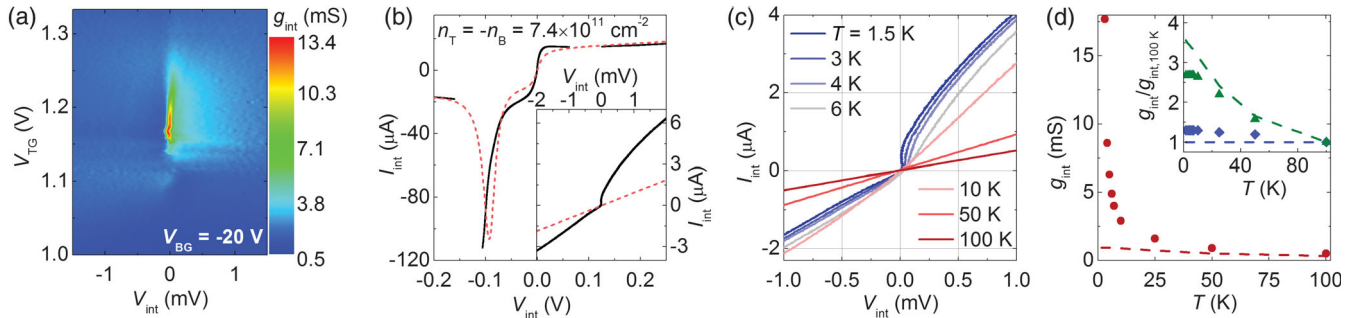 (a)
g_int (mS)
13.4
10.3
7.1
3.8
0.5
1.3
1.2
1.1
1.0
V_TG (V)
V_BG = -20 V
-1
0
1
V_int (mV)
(b)
n_T = -n_B = 7.4×10^11 cm^-2
0
-40
-80
-120
I_int (µA)
-0.2
-0.1
0.0
0.1
0.2
V_int (V)
V_int (mV)
-2
-1
0
1
2
6
3
0
-3
I_int (µA)
(c)
T = 1.5 K
3 K
4 K
6 K
10 K
50 K
100 K
4
2
0
-2
I_int (µA)
-1.0
-0.5
0.0
0.5
1.0
V_int (mV)
(d)
15
10
5
0
g_int (mS)
0
25
50
75
100
T (K)
4
3
2
1
g_int/g_int,100 K
0
40
80
T (K)